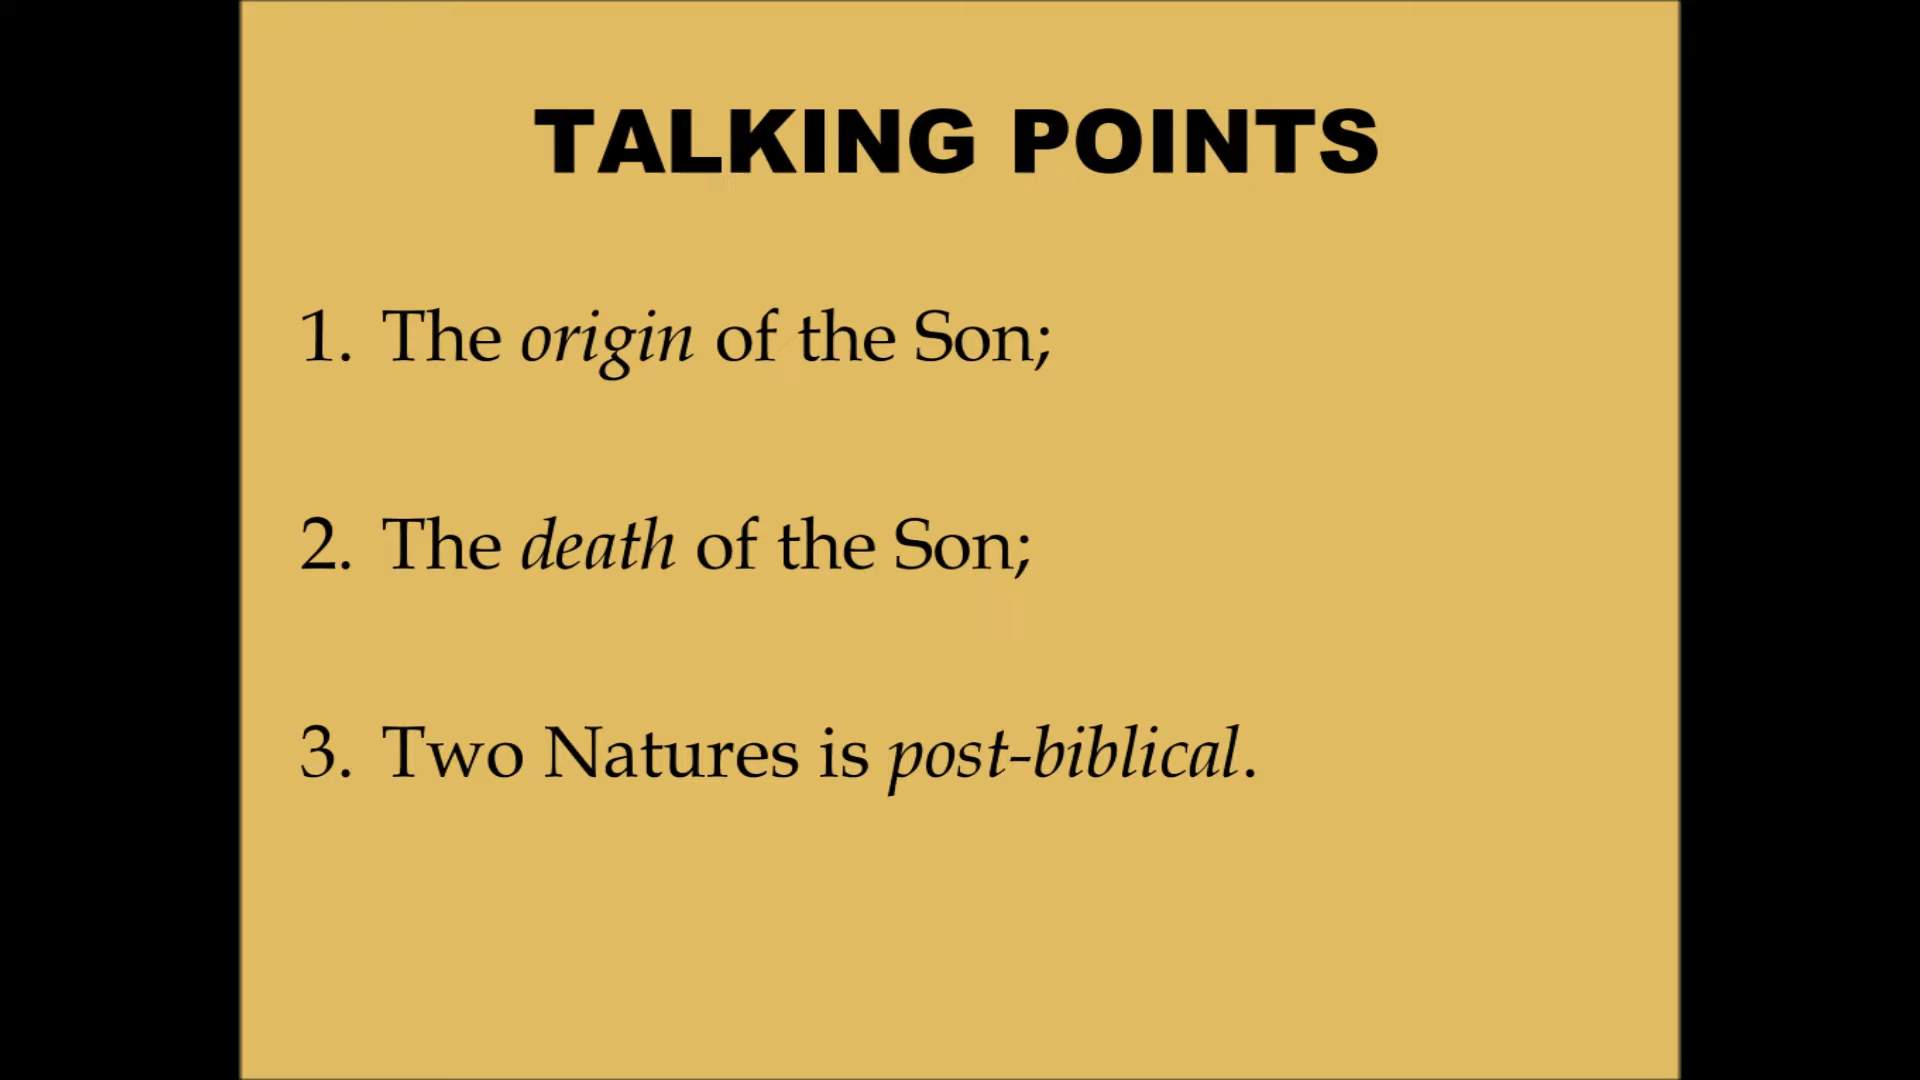 TALKING POINTS
1. The origin of the Son;
2. The death of the Son;
3. Two Natures is post-biblical.